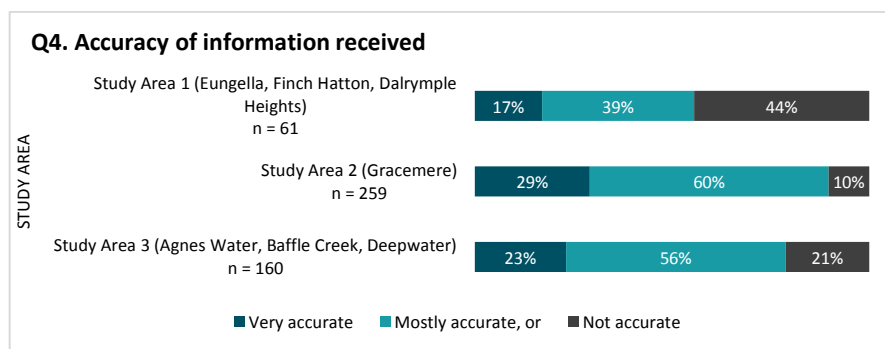 Q4. Accuracy of information received
STUDY AREA
Study Area 1 (Eungella, Finch Hatton, Dalrymple
Heights)
n = 61
17% 39% 44%
Study Area 2 (Gracemere)
n = 259
29% 60% 10%
Study Area 3 (Agnes Water, Baffle Creek, Deepwater)
n = 160
23% 56% 21%
Very accurate Mostly accurate, or Not accurate